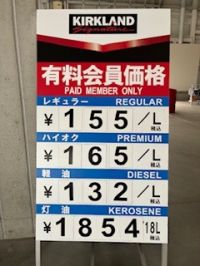 KIRKLAND
Signature
有料会員価格
PAID MEMBER ONLY
レギュラー REGULAR
¥155/L 税込
ハイオク PREMIUM
¥165/L 税込
軽油 DIESEL
¥132/L 税込
灯油 KEROSENE
¥1854 18L 税込